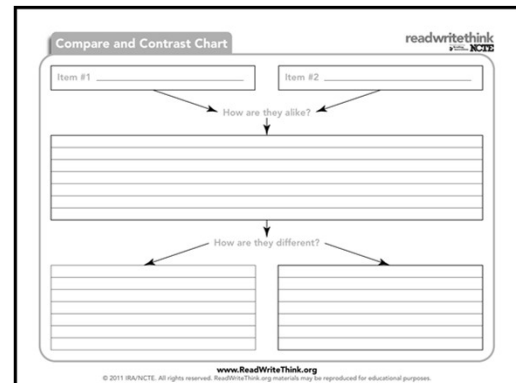 Compare and Contrast Chart
readwritethink
NCTE
Item #1
Item #2
How are they alike?
How are they different?
www.ReadWriteThink.org
© 2011 IRA/NCTE. All rights reserved. ReadWriteThink.org materials may be reproduced for educational purposes.